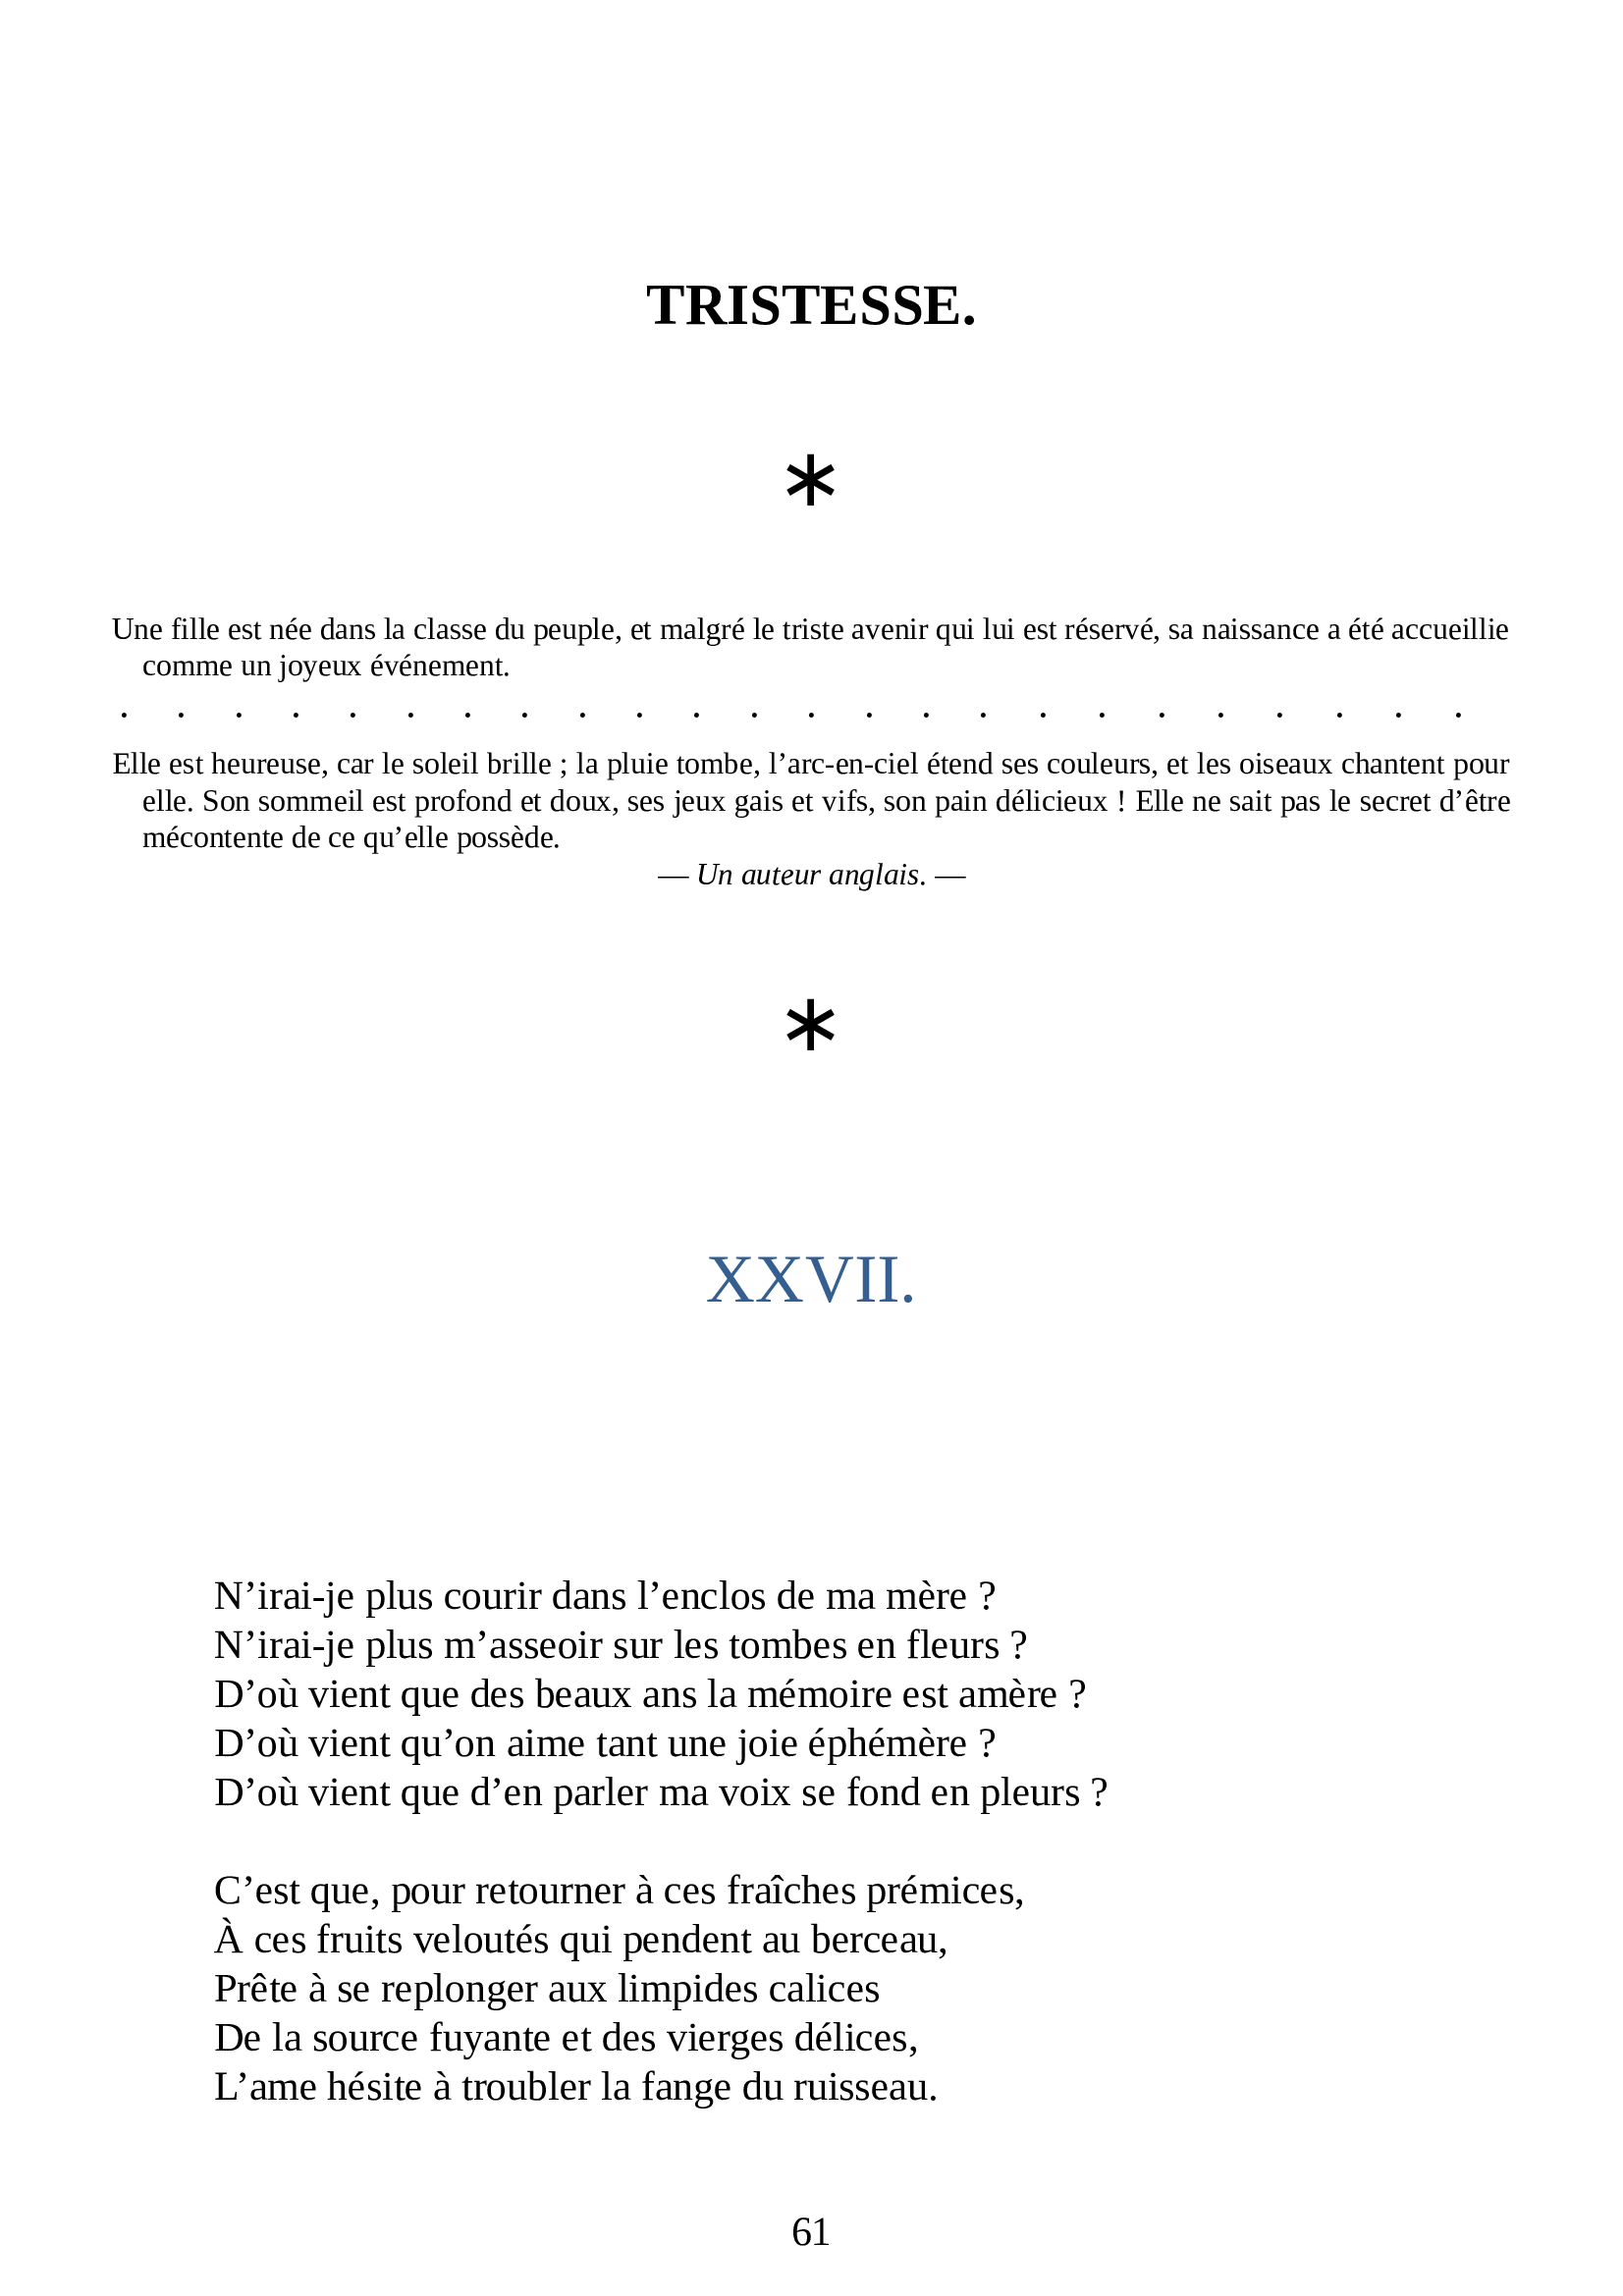 TRISTESSE.
*
Une fille est née dans la classe du peuple, et malgré le triste avenir qui lui est réservé, sa naissance a été accueillie
comme un joyeux événement.
. . . . . . . . . . . . . . . . . . . . . . . .
Elle est heureuse, car le soleil brille ; la pluie tombe, l’arc-en-ciel étend ses couleurs, et les oiseaux chantent pour
elle. Son sommeil est profond et doux, ses jeux gais et vifs, son pain délicieux ! Elle ne sait pas le secret d’être
mécontente de ce qu’elle possède.
— Un auteur anglais. —
*
XXVII.
N’irai-je plus courir dans l’enclos de ma mère ?
N’irai-je plus m’asseoir sur les tombes en fleurs ?
D’où vient que des beaux ans la mémoire est amère ?
D’où vient qu’on aime tant une joie éphémère ?
D’où vient que d’en parler ma voix se fond en pleurs ?
C’est que, pour retourner à ces fraîches prémices,
À ces fruits veloutés qui pendent au berceau,
Prête à se replonger aux limpides calices
De la source fuyante et des vierges délices,
L’ame hésite à troubler la fange du ruisseau.
61